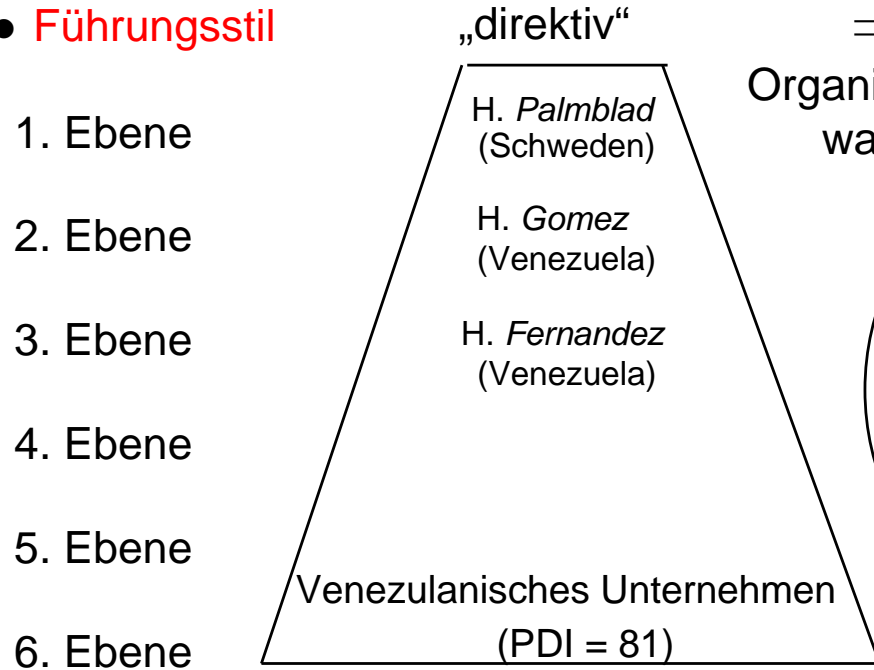 • Führungsstil
„direktiv“
1. Ebene
H. Palmblad
(Schweden)
2. Ebene
H. Gomez
(Venezuela)
3. Ebene
H. Fernandez
(Venezuela)
4. Ebene
5. Ebene
Venezulanisches Unternehmen
6. Ebene
(PDI = 81)